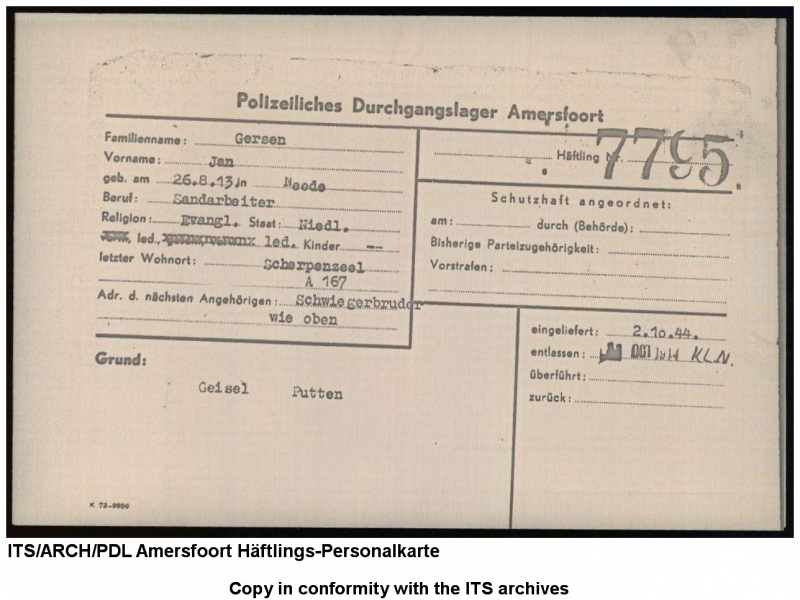 Polizeiliches Durchgangslager Amersfoort
Familienname: Gersen
Vorname: Jan
geb. am 26.8.13 in Neede
Beruf: Sandarbeiter
Religion: Evangl. Staat: Niedl.
led., led. Kinder --
letzter Wohnort: Scherpenzeel
A 167
Adr. d. nächsten Angehörigen: Schwiegerbruder
wie oben
Häftling Nr. 7795.
Schutzhaft angeordnet:
am: durch (Behörde):
Bisherige Parteizugehörigkeit:
Vorstrafen:
eingeliefert: 2.10.44.
entlassen: KLN.
überführt:
zurück:
Grund:
Geisel Putten
K 73-9950
ITS/ARCH/PDL Amersfoort Häftlings-Personalkarte
Copy in conformity with the ITS archives